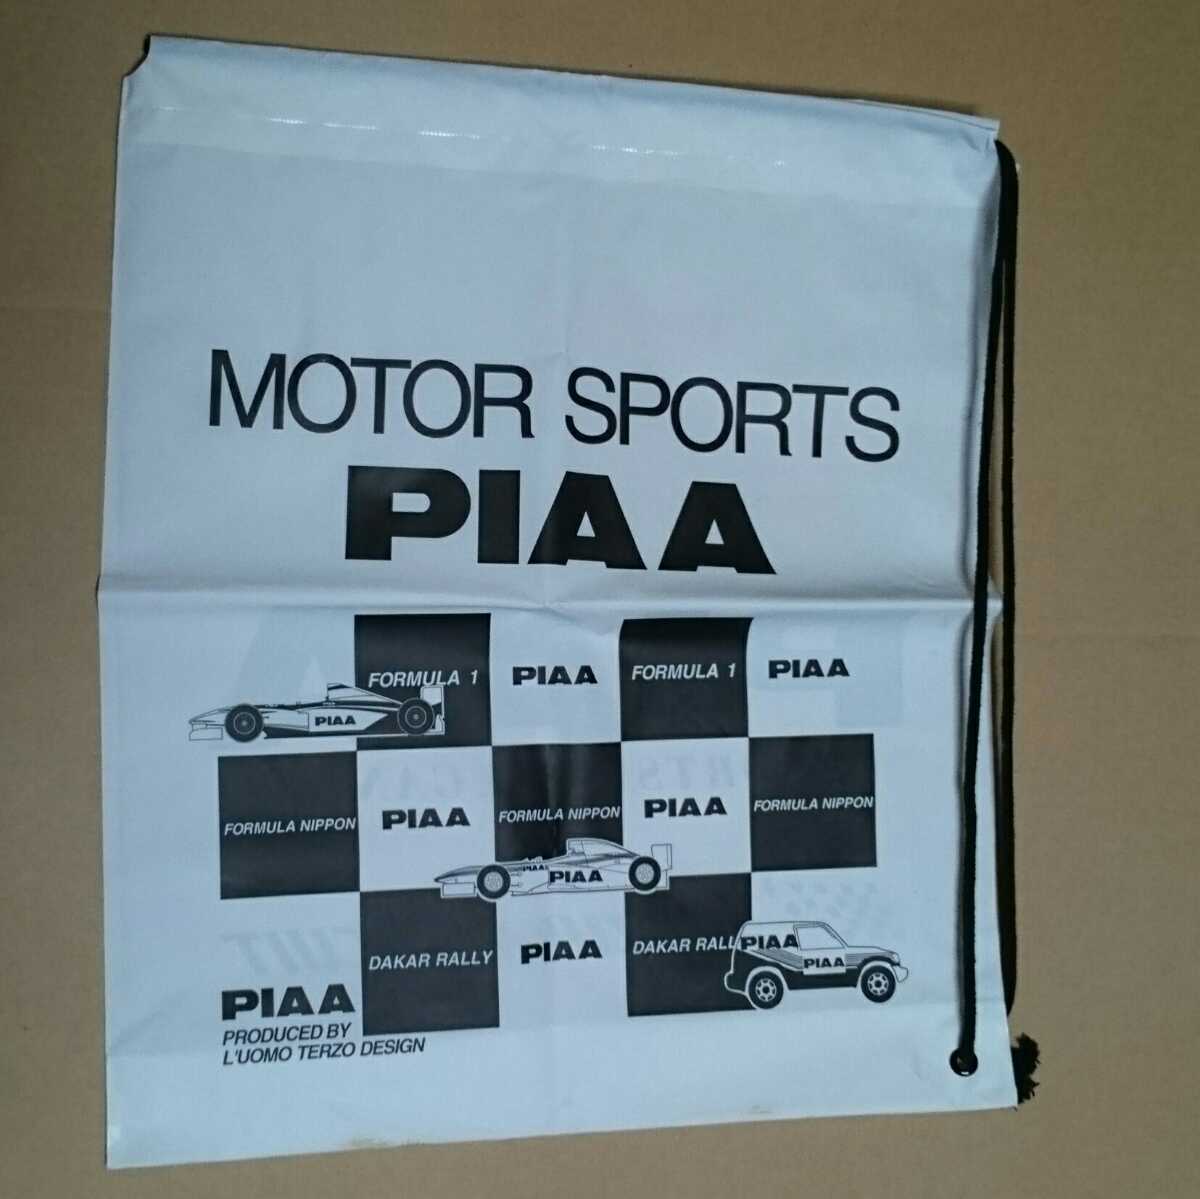 MOTOR SPORTS
PIAA
FORMULA 1 PIAA FORMULA 1 PIAA
PIAA
FORMULA NIPPON PIAA FORMULA NIPPON PIAA FORMULA NIPPON
PIAA PIAA
DAKAR RALLY PIAA DAKAR RALL PIAA
PIAA
PIAA
PRODUCED BY
L'UOMO TERZO DESIGN